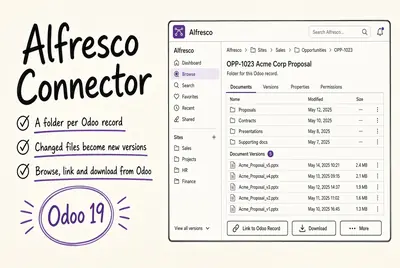 Alfresco
Connector
A folder per Odoo record
Changed files become new versions
Browse, link and download from Odoo
Odoo 19
Alfresco
Search Alfresco...
Alfresco
Dashboard
Browse
Search
Favorites
Recent
Shared
Sites
Sales
Projects
HR
Finance
View all versions
Alfresco > Sites > Sales > Opportunities > OPP-1023
OPP-1023 Acme Corp Proposal
Folder for this Odoo record.
Documents Versions Properties Permissions
Name Modified Size
Proposals May 12, 2025 -
Contracts May 10, 2025 -
Presentations May 8, 2025 -
Supporting docs May 7, 2025 -
Document Versions
Acme_Proposal_v5.pptx May 14, 2025 10:21 2.4 MB
Acme_Proposal_v4.pptx May 13, 2025 09:15 2.1 MB
Acme_Proposal_v3.pptx May 12, 2025 14:37 1.9 MB
Acme_Proposal_v2.pptx May 12, 2025 11:02 1.6 MB
Acme_Proposal_v1.pptx May 10, 2025 16:45 1.3 MB
Link to Odoo Record Download More